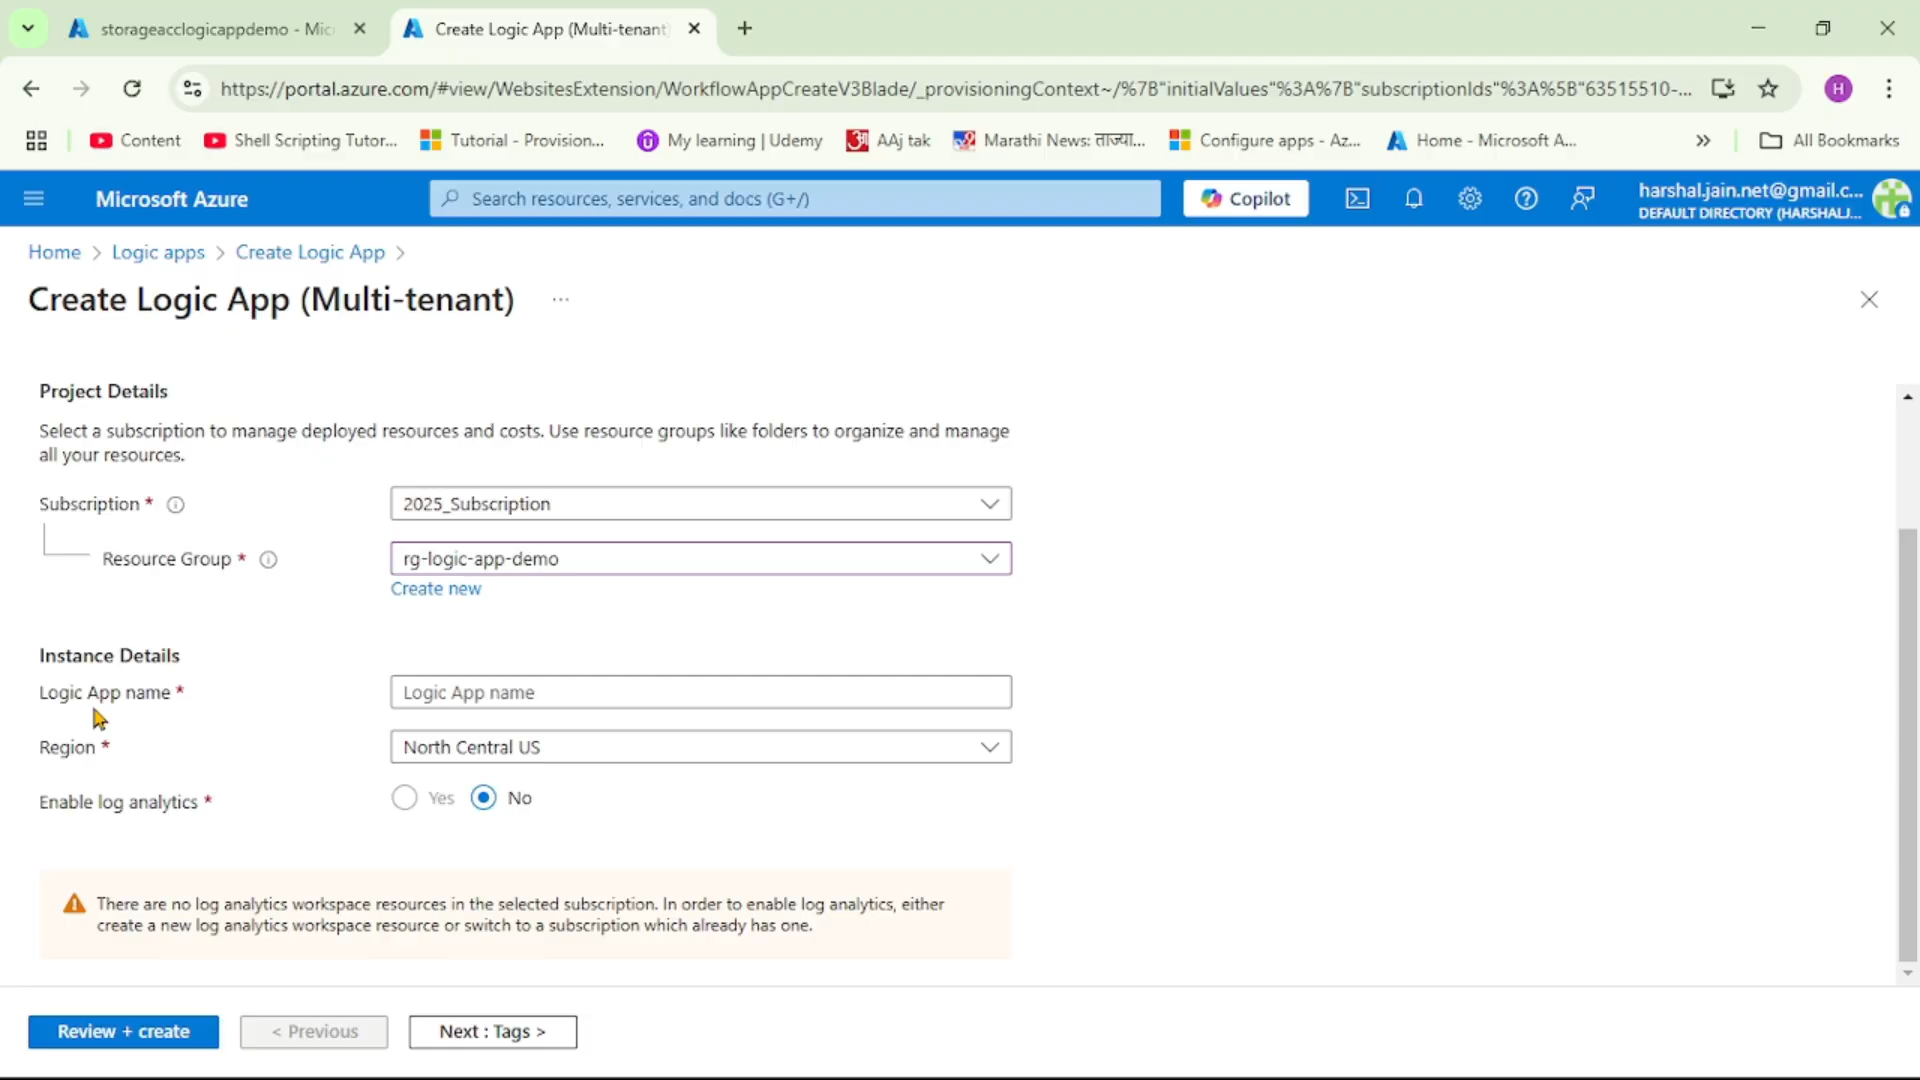 storageacclogicappdemo - Mic
Create Logic App (Multi-tenant
https://portal.azure.com/#view/WebsitesExtension/WorkflowAppCreateV3Blade/_provisioningContext~/%7B"initialValues"%3A%7B"subscriptionIds"%3A%5B"63515510-...
H
Content
Shell Scripting Tutor...
Tutorial - Provision...
My learning | Udemy
AAj tak
Marathi News: ताज्या...
Configure apps - Az...
Home - Microsoft A...
All Bookmarks
Microsoft Azure
Search resources, services, and docs (G+/)
Copilot
harshal.jain.net@gmail.c...
DEFAULT DIRECTORY (HARSHALJ...
Home > Logic apps > Create Logic App >
Create Logic App (Multi-tenant) ...
Project Details
Select a subscription to manage deployed resources and costs. Use resource groups like folders to organize and manage
all your resources.
Subscription *
2025_Subscription
Resource Group *
rg-logic-app-demo
Create new
Instance Details
Logic App name *
Logic App name
Region *
North Central US
Enable log analytics *
Yes
No
There are no log analytics workspace resources in the selected subscription. In order to enable log analytics, either
create a new log analytics workspace resource or switch to a subscription which already has one.
Review + create
< Previous
Next : Tags >